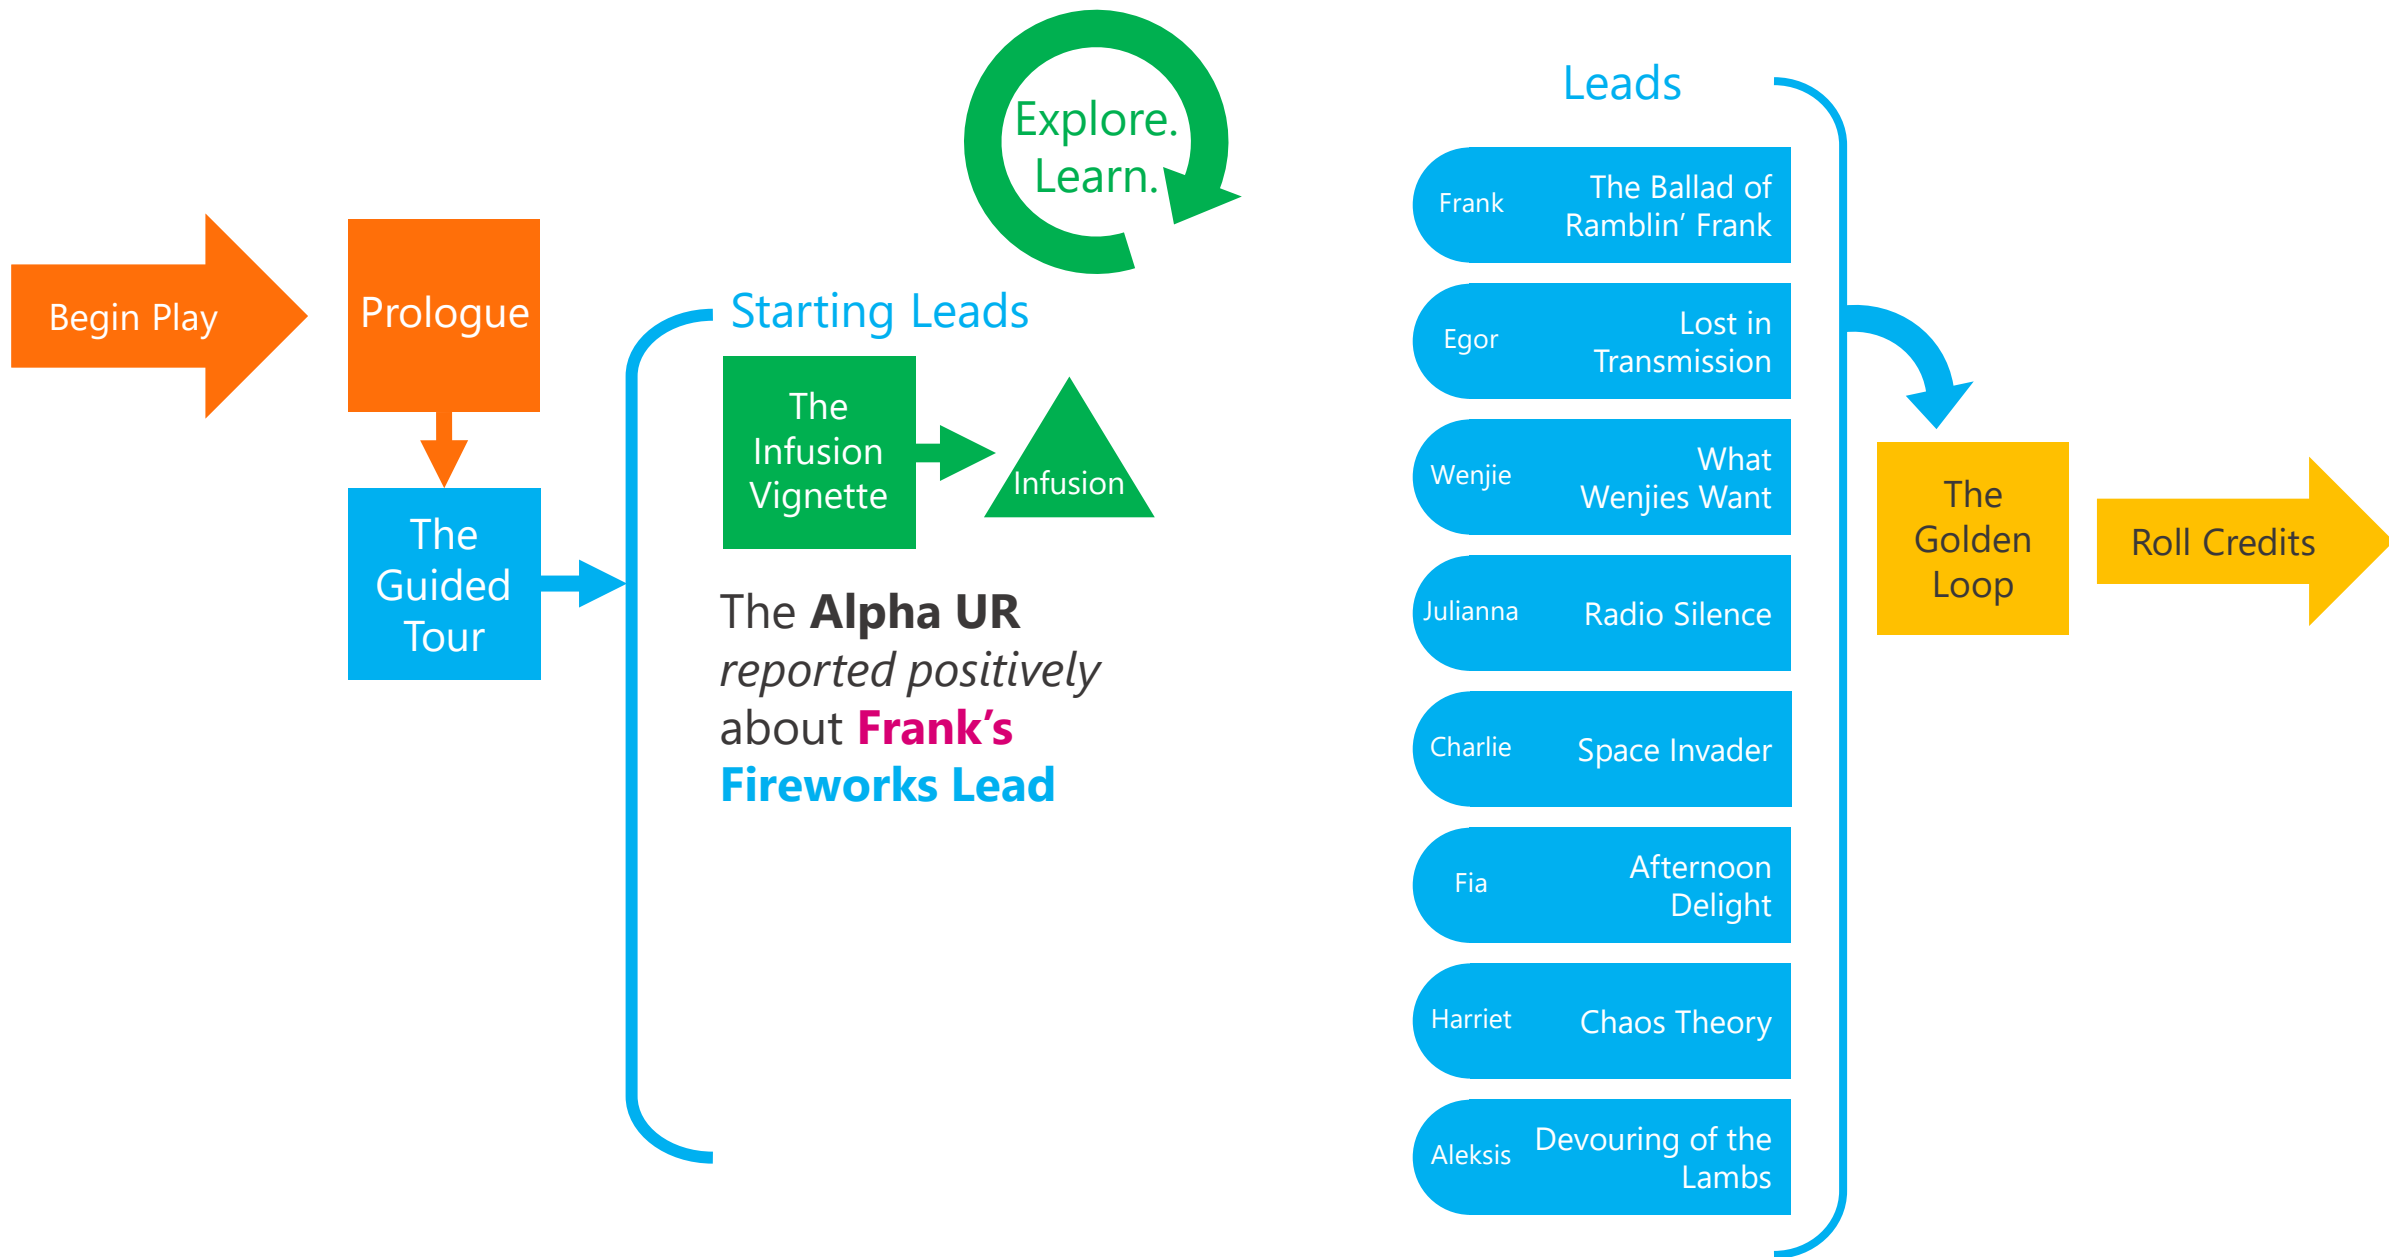 Begin Play
Prologue
The
Guided
Tour
Explore.
Learn.
Starting Leads
The
Infusion
Vignette
Infusion
The Alpha UR
reported positively
about Frank’s
Fireworks Lead
Leads
Frank
The Ballad of
Ramblin’ Frank
Egor
Lost in
Transmission
Wenjie
What
Wenjies Want
Julianna
Radio Silence
Charlie
Space Invader
Fia
Afternoon
Delight
Harriet
Chaos Theory
Aleksis
Devouring of the
Lambs
The
Golden
Loop
Roll Credits